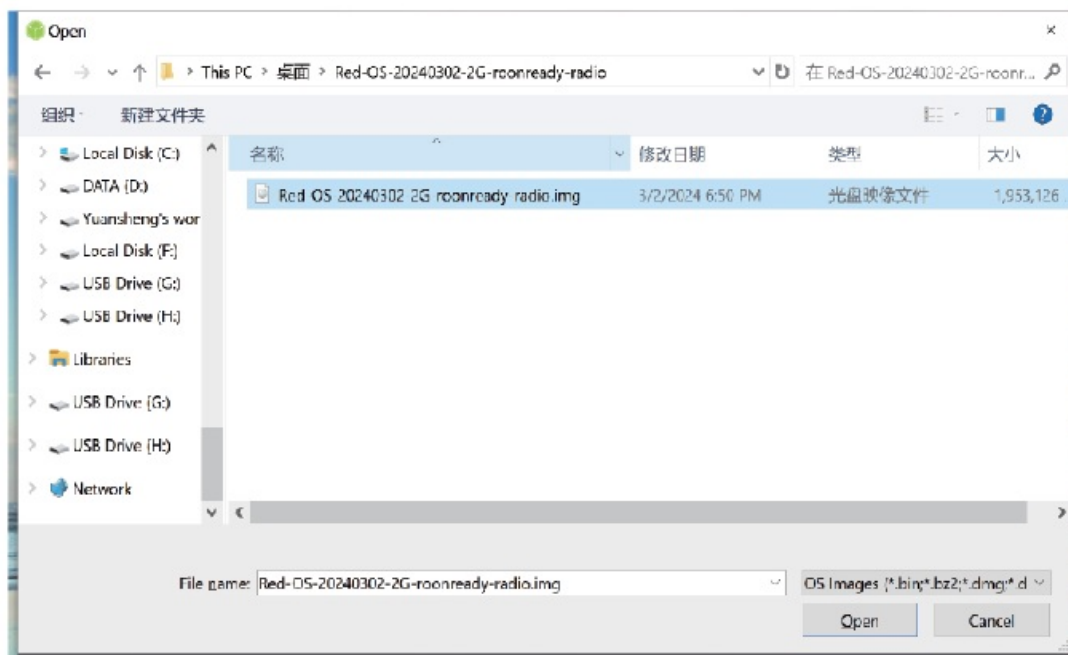 Open
This PC > 桌面 > Red-OS-20240302-2G-roonready-radio
在 Red-OS-20240302-2G-roonr...
组织 新建文件夹
名称 修改日期 类型 大小
Red-OS-20240302-2G-roonready-radio.img 3/2/2024 6:50 PM 光盘映像文件 1,953,126
Local Disk (C:)
DATA (D:)
Yuansheng's wor
Local Disk (F:)
USB Drive (G:)
USB Drive (H:)
Libraries
USB Drive (G:)
USB Drive (H:)
Network
File name: Red-OS-20240302-2G-roonready-radio.img OS Images (*.bin;*.bz2;*.dmg;*.d
Open Cancel